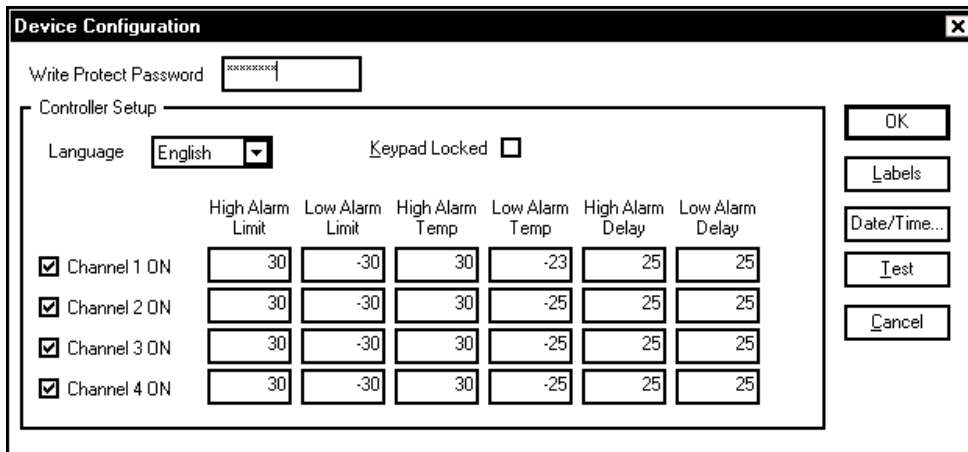 Device Configuration
Write Protect Password ********
Controller Setup
Language English Keypad Locked
High Alarm Limit Low Alarm Limit High Alarm Temp Low Alarm Temp High Alarm Delay Low Alarm Delay
Channel 1 ON 30 -30 30 -23 25 25
Channel 2 ON 30 -30 30 -25 25 25
Channel 3 ON 30 -30 30 -25 25 25
Channel 4 ON 30 -30 30 -25 25 25
OK
Labels
Date/Time...
Test
Cancel